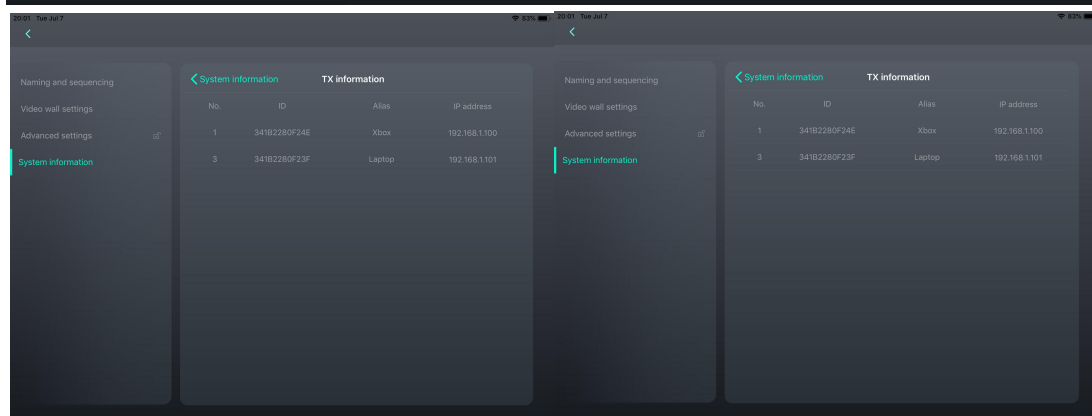 20:01 Tue Jul 7
83%
Naming and sequencing
Video wall settings
Advanced settings
System information
System information
TX information
No. ID Alias IP address
1 341B2280F24E Xbox 192.168.1.100
3 341B2280F23F Laptop 192.168.1.101
20:01 Tue Jul 7
83%
Naming and sequencing
Video wall settings
Advanced settings
System information
System information
TX information
No. ID Alias IP address
1 341B2280F24E Xbox 192.168.1.100
3 341B2280F23F Laptop 192.168.1.101